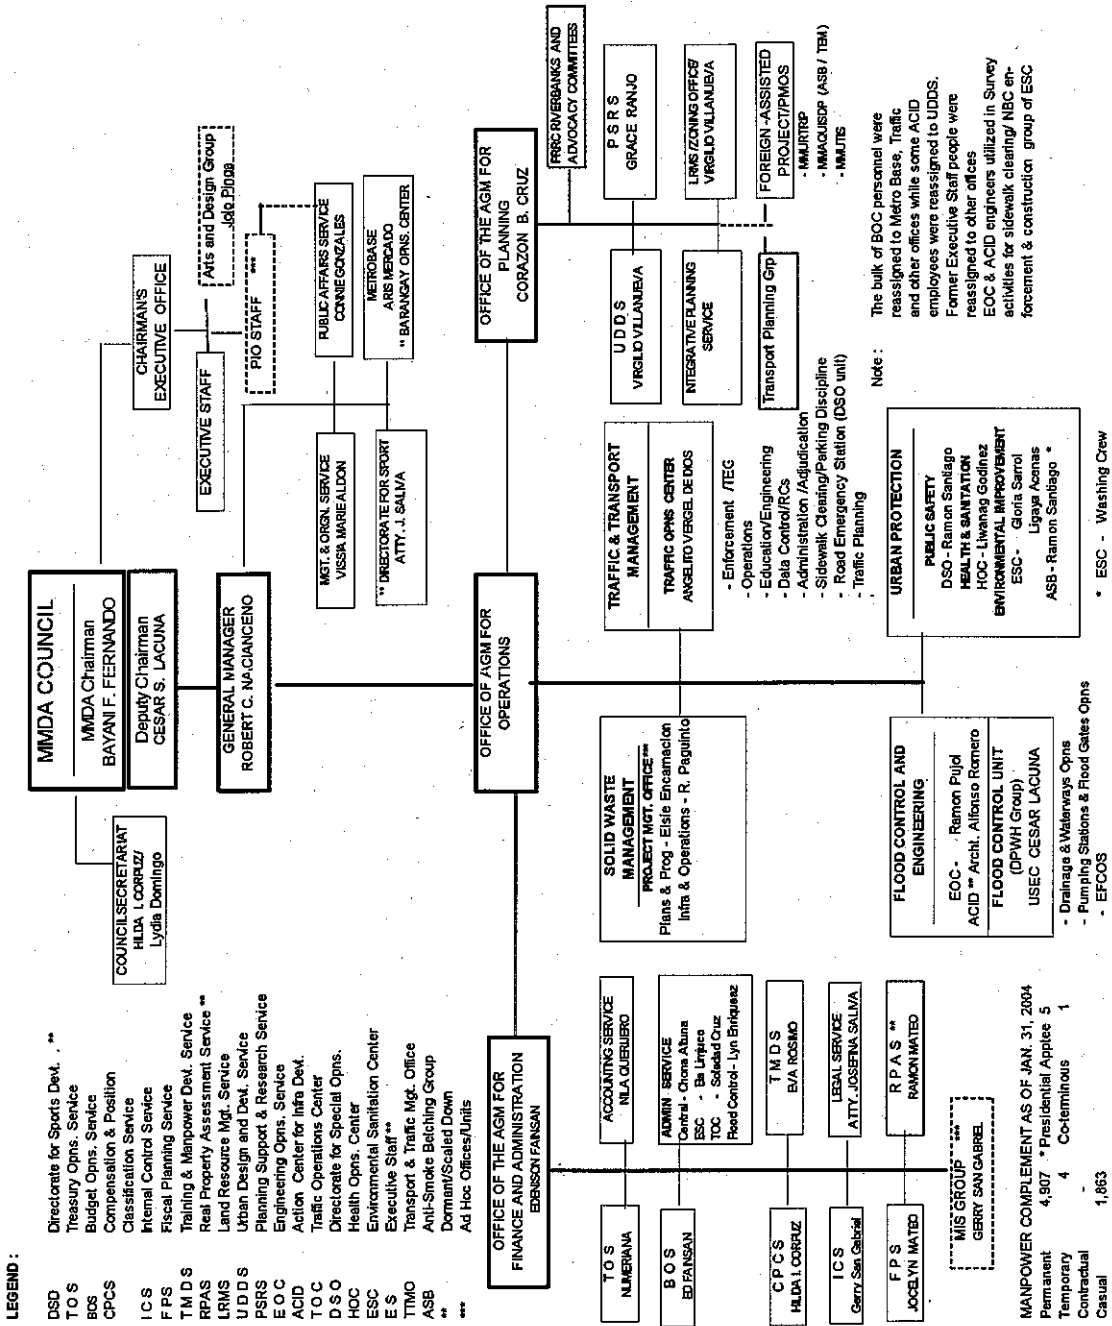 LEGEND :
DSD Directorate for Sports Devt. . **
T O S Treasury Opns. Service
BOS Budget Opns. Service
CPCS Compensation & Position
Classification Service
I C S Internal Control Service
F PS Fiscal Planning Service
T M D S Training & Manpower Dev. Service
RPAS Real Property Assessment Service **
LRMS Land Resource Mgt. Service
U D D S Urban Design and Devt. Service
PSRS Planning Support & Research Service
E O C Engineering Opns. Service
ACID Action Center for Infra Devt.
T O C Traffic Operations Center
D S O Directorate for Special Opns.
HOC Health Opns. Center
ESC Environmental Sanitation Center
E S Executive Staff **
TTMO Transport & Traffic Mgt. Office
ASB Anti-Smoke Belching Group
** Dormant/Scaled Down
*** Ad Hoc Offices/Units
MMDA COUNCIL
MMDA Chairman
BAYANI F. FERNANDO
Deputy Chairman
CESAR S. LACUNA
COUNCILSECRETARIAT
HILDA I.CORPUZ/
Lydia Domingo
GENERAL MANAGER
ROBERT C. NACIANCENO
CHAIRMAN'S
EXECUTIVE OFFICE
EXECUTIVE STAFF
Arts and Design Group
Jojo Pinga
PIO STAFF ***
MGT. & ORGN. SERVICE
VISSIA MARIE ALDON
PUBLIC AFFAIRS SERVICE
CONNIE GONZALES
** DIRECTORATE FOR SPORT
ATTY. J. SALIVA
METROBASE
ARIS MERCADO
** BARANGAY OPNS. CENTER
OFFICE OF THE AGM FOR
FINANCE AND ADMINISTRATION
EDENISON FAINSAN
OFFICE OF AGM FOR
OPERATIONS
OFFICE OF THE AGM FOR
PLANNING
CORAZON B. CRUZ
PRRC RIVERBANKS AND
ADVOCACY COMMITTEES
T O S
NUMERIANA
ACCOUNTING SERVICE
NILA QUERUBERO
B O S
ED FAINSAN
ADMIN SERVICE
Central - Chona Altuna
ESC - Ba Linjuco
TOC - Soledad Cruz
Flood Control - Lyn Enriquez
C P C S
HILDA I. CORPUZ
T M D S
EVA ROSIMO
I C S
Gerry San Gabriel
LEGAL SERVICE
ATTY. JOSEFINA SALIVA
F P S
JOCELYN MATEO
R P A S **
RAMON MATEO
MIS GROUP ***
GERRY SAN GABRIEL
SOLID WASTE
MANAGEMENT
PROJECT MGT. OFFICE***
Plans & Prog - Elsie Encarnacion
Infra & Operations - R. Paguinto
TRAFFIC & TRANSPORT
MANAGEMENT
TRAFFIC OPNS CENTER
ANGELITO VERGEL DE DIOS
- Enforcement /TEG
- Operations
- Education/Engineering
- Data Control/RCs
- Administration /Adjudication
- Sidewalk Clearing/Parking Discipline
- Road Emergency Station (DSO unit)
- Traffic Planning
FLOOD CONTROL AND
ENGINEERING
EOC - Ramon Pujol
ACID ** Archt. Alfonso Romero
FLOOD CONTROL UNIT
(DPWH Group)
USEC CESAR LACUNA
- Drainage & Waterways Opns
- Pumping Stations & Flood Gates Opns
- EFCOS
URBAN PROTECTION
PUBLIC SAFETY
DSO - Ramon Santiago
HEALTH & SANITATION
HOC - Liwanag Godinez
ENVIRONMENTAL IMPROVEMENT
ESC - Gloria Sarrol
Ligaya Acenas
ASB - Ramon Santiago *
* ESC - Washing Crew
U D D S
VIRGILIO VILLANUEVA
P S R S
GRACE RANJO
INTEGRATIVE PLANNING
SERVICE
LRMS /ZONING OFFICE/
VIRGILIO VILLANUEVA
Transport Planning Grp
FOREIGN -ASSISTED
PROJECT/PMOS
- MMURTRIP
- MMAQUISDP (ASB / TEM)
- MMUTIS
Note : The bulk of BOC personnel were
reassigned to Metro Base, Traffic
and other offices while some ACID
employees were reassigned to UDDS.
Former Executive Staff people were
reassigned to other offices
EOC & ACID engineers utilized in Survey
activities for sidewalk clearing/ NBC en-
forcement & construction group of ESC
MANPOWER COMPLEMENT AS OF JAN. 31, 2004
Permanent 4,907 * Presidential Apptee 5
Temporary 4 Co-terminous 1
Contractual -
Casual 1,863